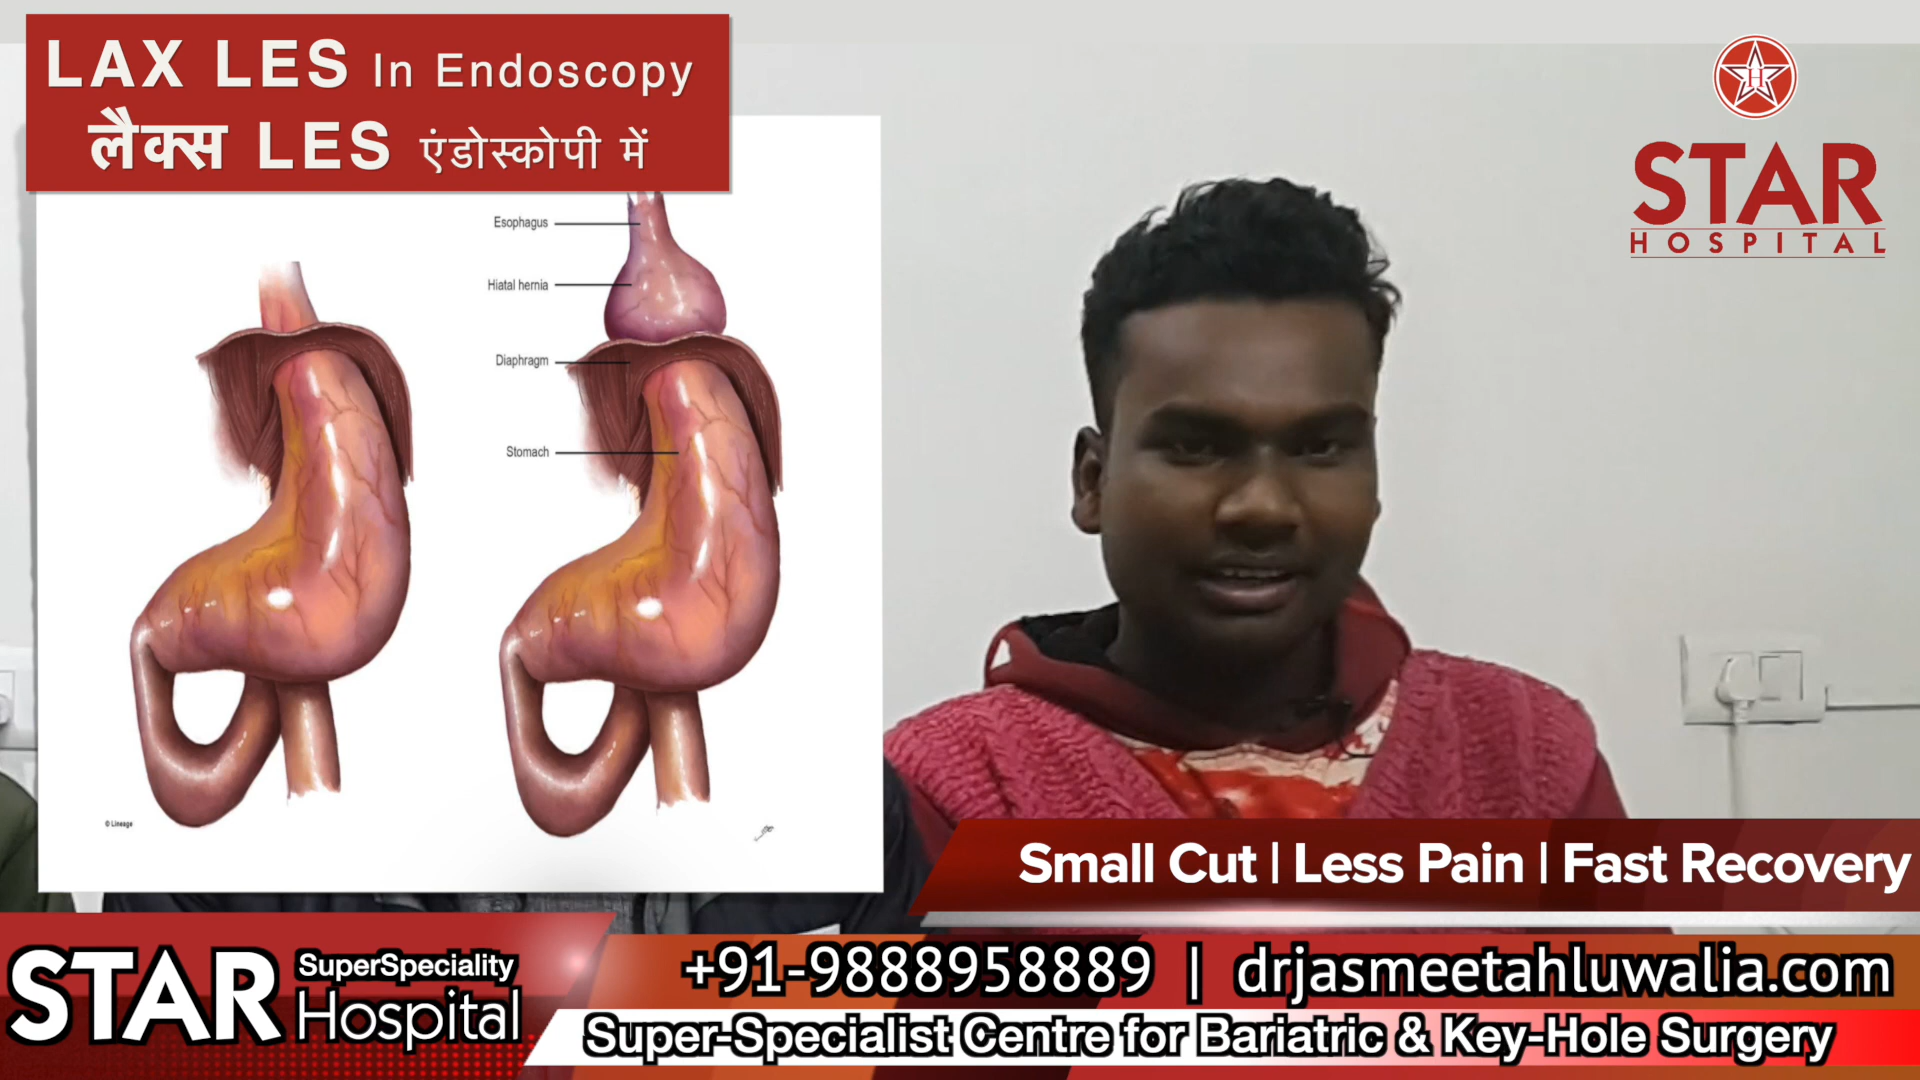 LAX LES In Endoscopy
लैक्स LES एंडोस्कोपी में
H
STAR
HOSPITAL
Esophagus
Hiatal hernia
Diaphragm
Stomach
© Lineage
Small Cut | Less Pain | Fast Recovery
STAR SuperSpeciality Hospital
+91-9888958889 | drjasmeetahluwalia.com
Super-Specialist Centre for Bariatric & Key-Hole Surgery